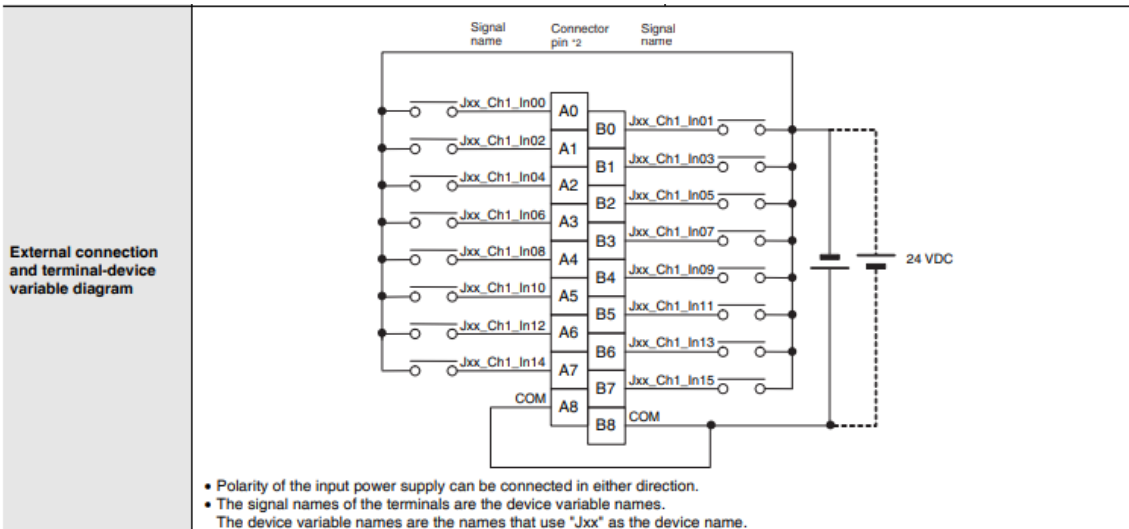 Signal
name
Connector
pin *2
Signal
name
Jxx_Ch1_In00
A0
B0
Jxx_Ch1_In01
Jxx_Ch1_In02
A1
B1
Jxx_Ch1_In03
Jxx_Ch1_In04
A2
B2
Jxx_Ch1_In05
Jxx_Ch1_In06
A3
B3
Jxx_Ch1_In07
Jxx_Ch1_In08
A4
B4
Jxx_Ch1_In09
Jxx_Ch1_In10
A5
B5
Jxx_Ch1_In11
Jxx_Ch1_In12
A6
B6
Jxx_Ch1_In13
Jxx_Ch1_In14
A7
B7
Jxx_Ch1_In15
COM
A8
B8
COM
24 VDC
External connection
and terminal-device
variable diagram
• Polarity of the input power supply can be connected in either direction.
• The signal names of the terminals are the device variable names.
The device variable names are the names that use "Jxx" as the device name.